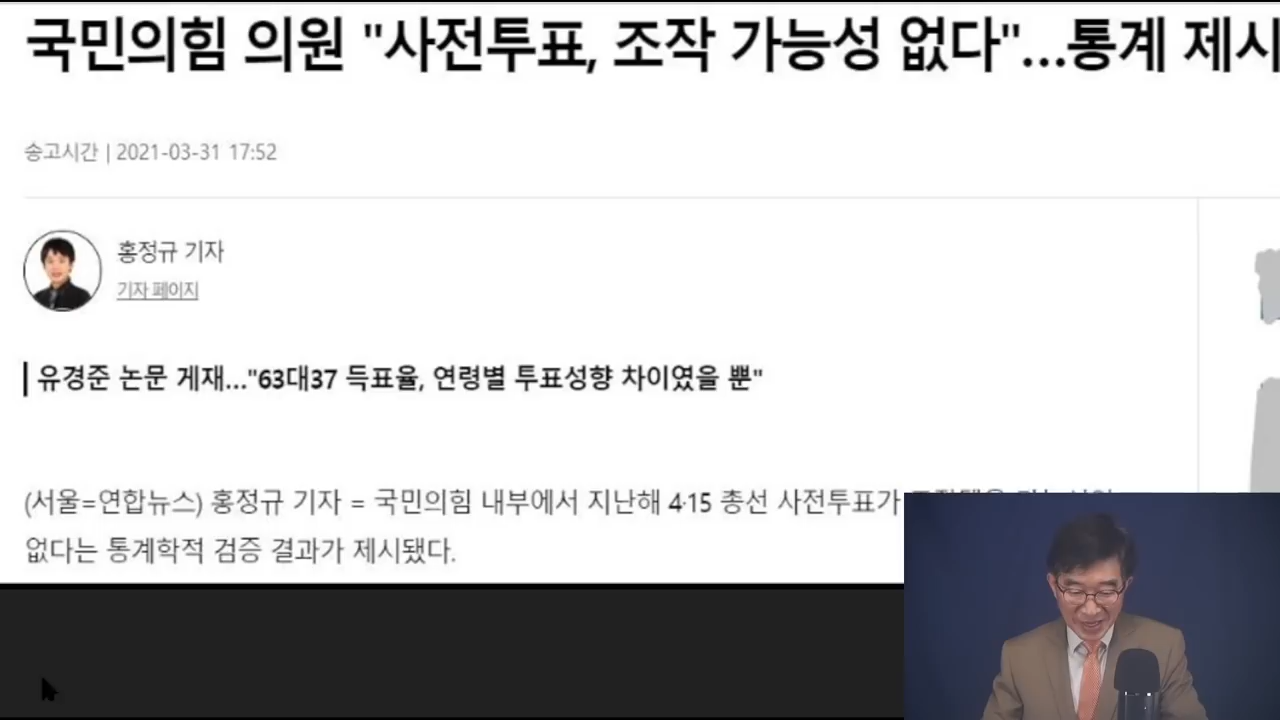 국민의힘 의원 "사전투표, 조작 가능성 없다"...통계 제시
송고시간 | 2021-03-31 17:52
홍정규 기자
기자 페이지
유경준 논문 게재..."63대37 득표율, 연령별 투표성향 차이였을 뿐"
(서울=연합뉴스) 홍정규 기자 = 국민의힘 내부에서 지난해 4·15 총선 사전투표가
없다는 통계학적 검증 결과가 제시됐다.